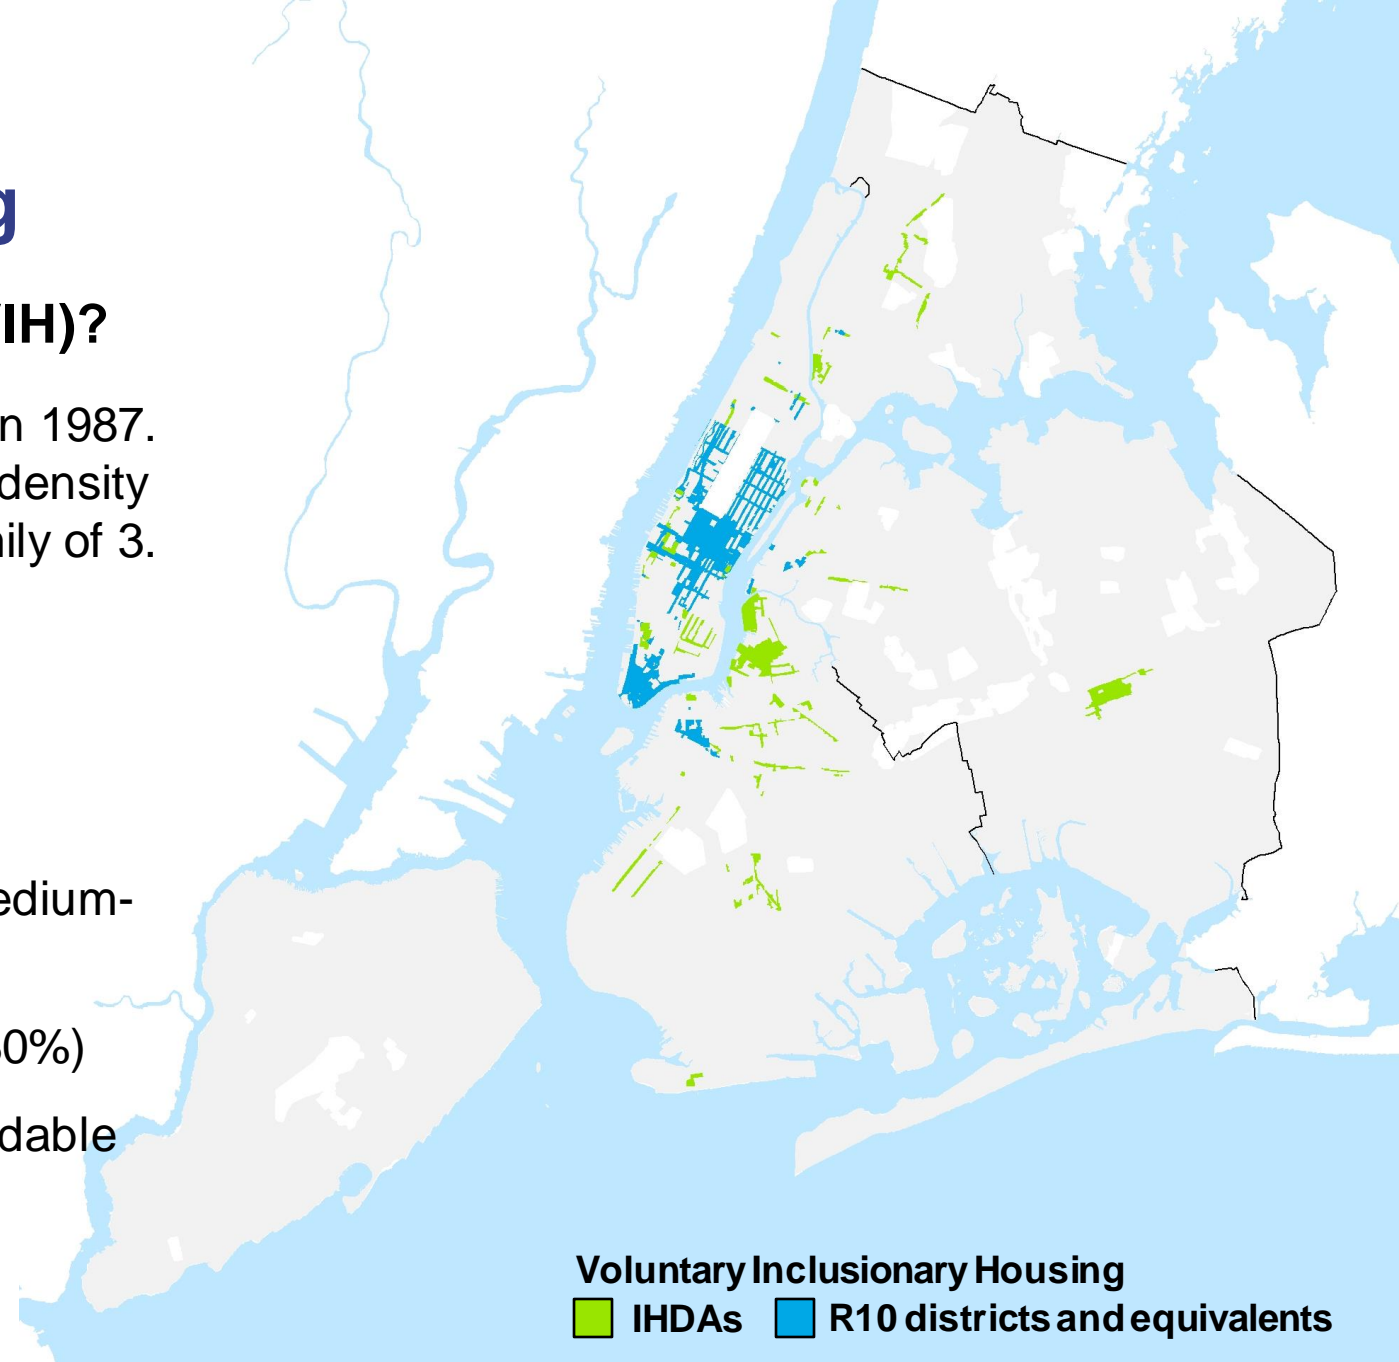 g
IH)?
n 1987.
density
ily of 3.
edium-
0%)
dable
Voluntary Inclusionary Housing
IHDAs R10 districts and equivalents